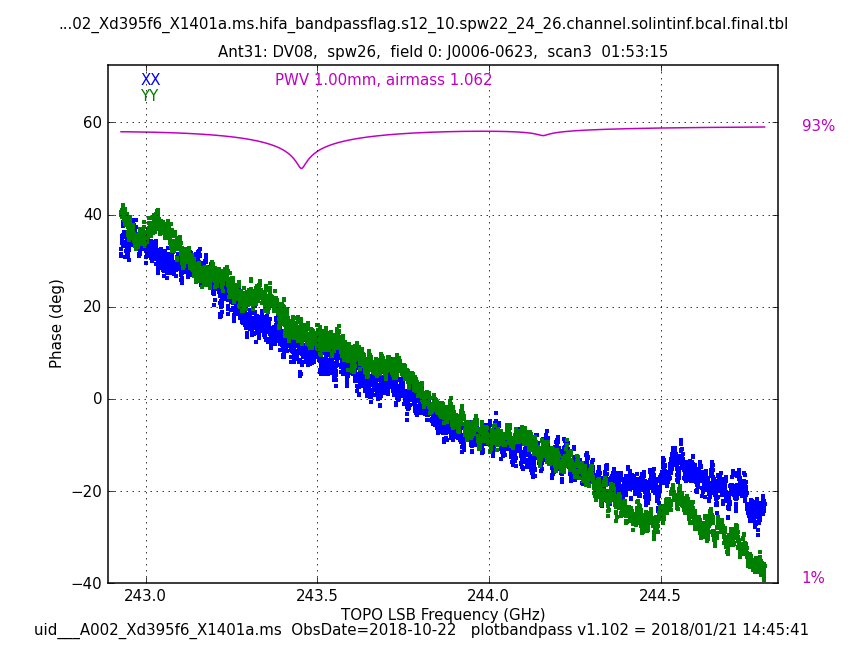 ...02_Xd395f6_X1401a.ms.hifa_bandpassflag.s12_10.spw22_24_26.channel.solintinf.bcal.final.tbl
Ant31: DV08, spw26, field 0: J0006-0623, scan3 01:53:15
XX
YY
PWV 1.00mm, airmass 1.062
93%
1%
60
40
20
0
−20
−40
Phase (deg)
243.0 243.5 244.0 244.5
TOPO LSB Frequency (GHz)
uid___A002_Xd395f6_X1401a.ms ObsDate=2018-10-22 plotbandpass v1.102 = 2018/01/21 14:45:41